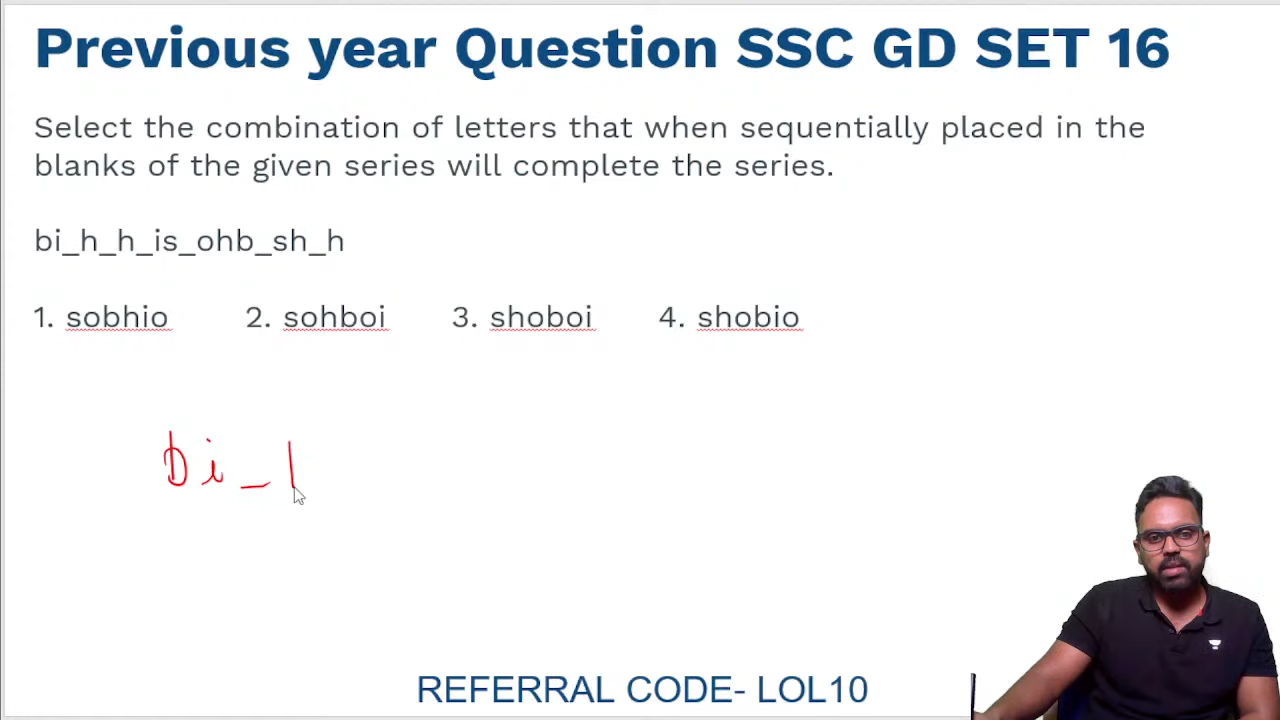 Previous year Question SSC GD SET 16
Select the combination of letters that when sequentially placed in the
blanks of the given series will complete the series.
bi_h_h_is_ohb_sh_h
1. sobhio 2. sohboi 3. shoboi 4. shobio
bi_
REFERRAL CODE- LOL10